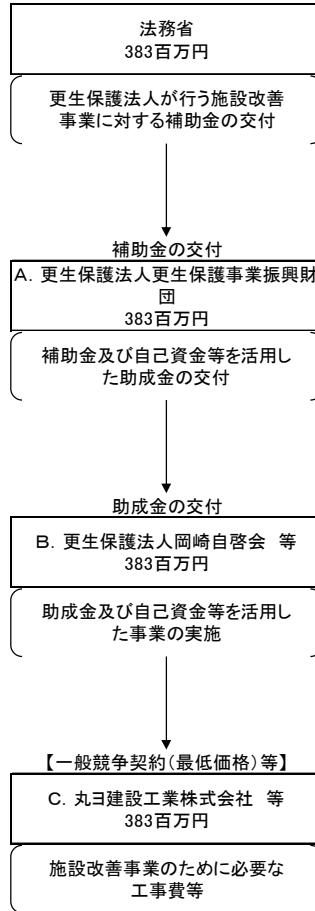 法務省
383百万円
更生保護法人が行う施設改善
事業に対する補助金の交付
補助金の交付
A．更生保護法人更生保護事業振興財
団
383百万円
補助金及び自己資金等を活用し
た助成金の交付
助成金の交付
B．更生保護法人岡崎自啓会　等
383百万円
助成金及び自己資金等を活用し
た事業の実施
【一般競争契約（最低価格）等】
C．丸ヨ建設工業株式会社　等
383百万円
施設改善事業のために必要な
工事費等